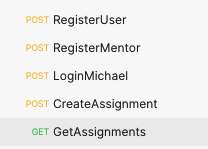 POST RegisterUser
POST RegisterMentor
POST LoginMichael
POST CreateAssignment
GET GetAssignments